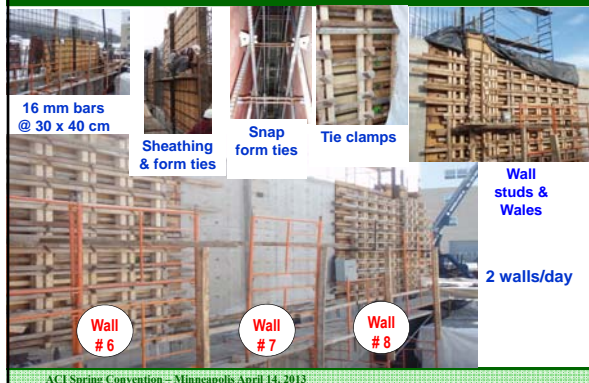 16 mm bars
@ 30 x 40 cm
Sheathing
& form ties
Snap
form ties
Tie clamps
Wall
studs &
Wales
2 walls/day
Wall
# 6
Wall
# 7
Wall
# 8
ACI Spring Convention – Minneapolis April 14, 2013